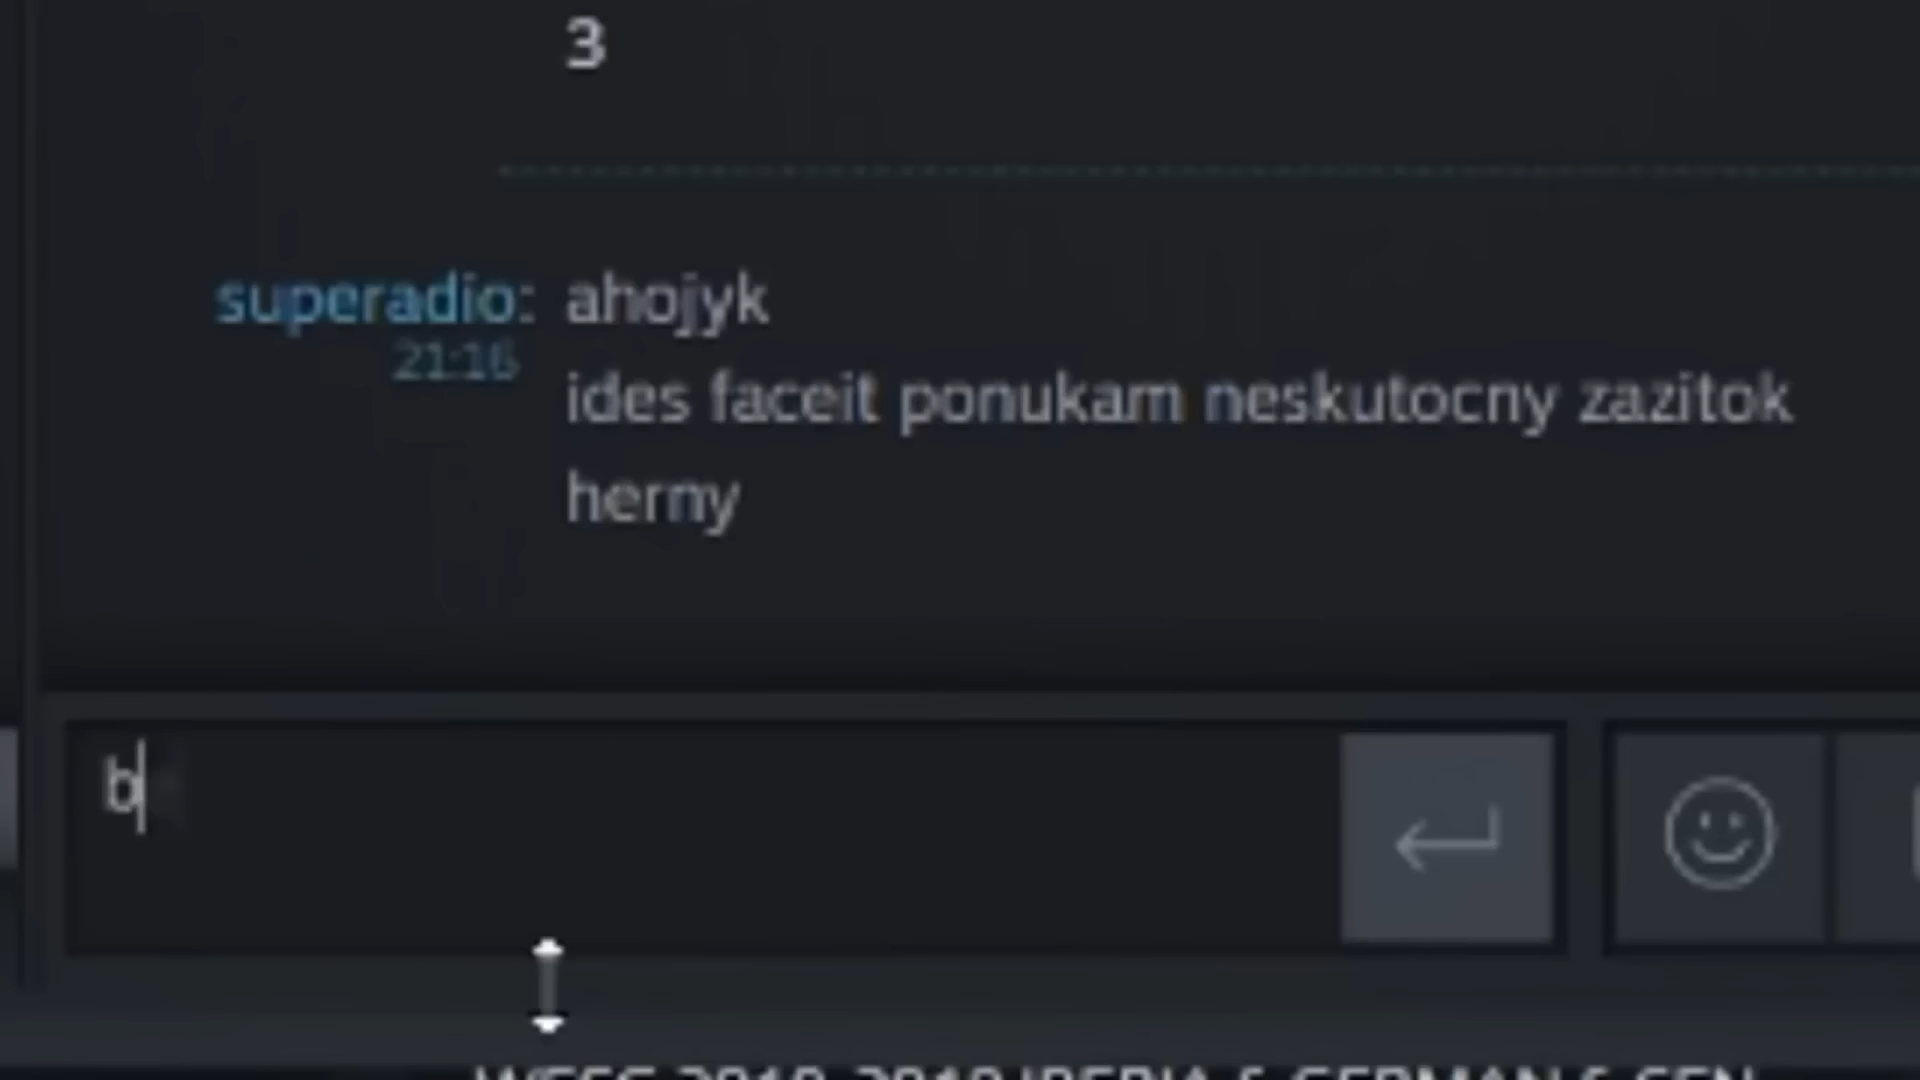 3
superadio: ahojyk
21:16
ides faceit ponukam neskutocny zazitok
herny
b